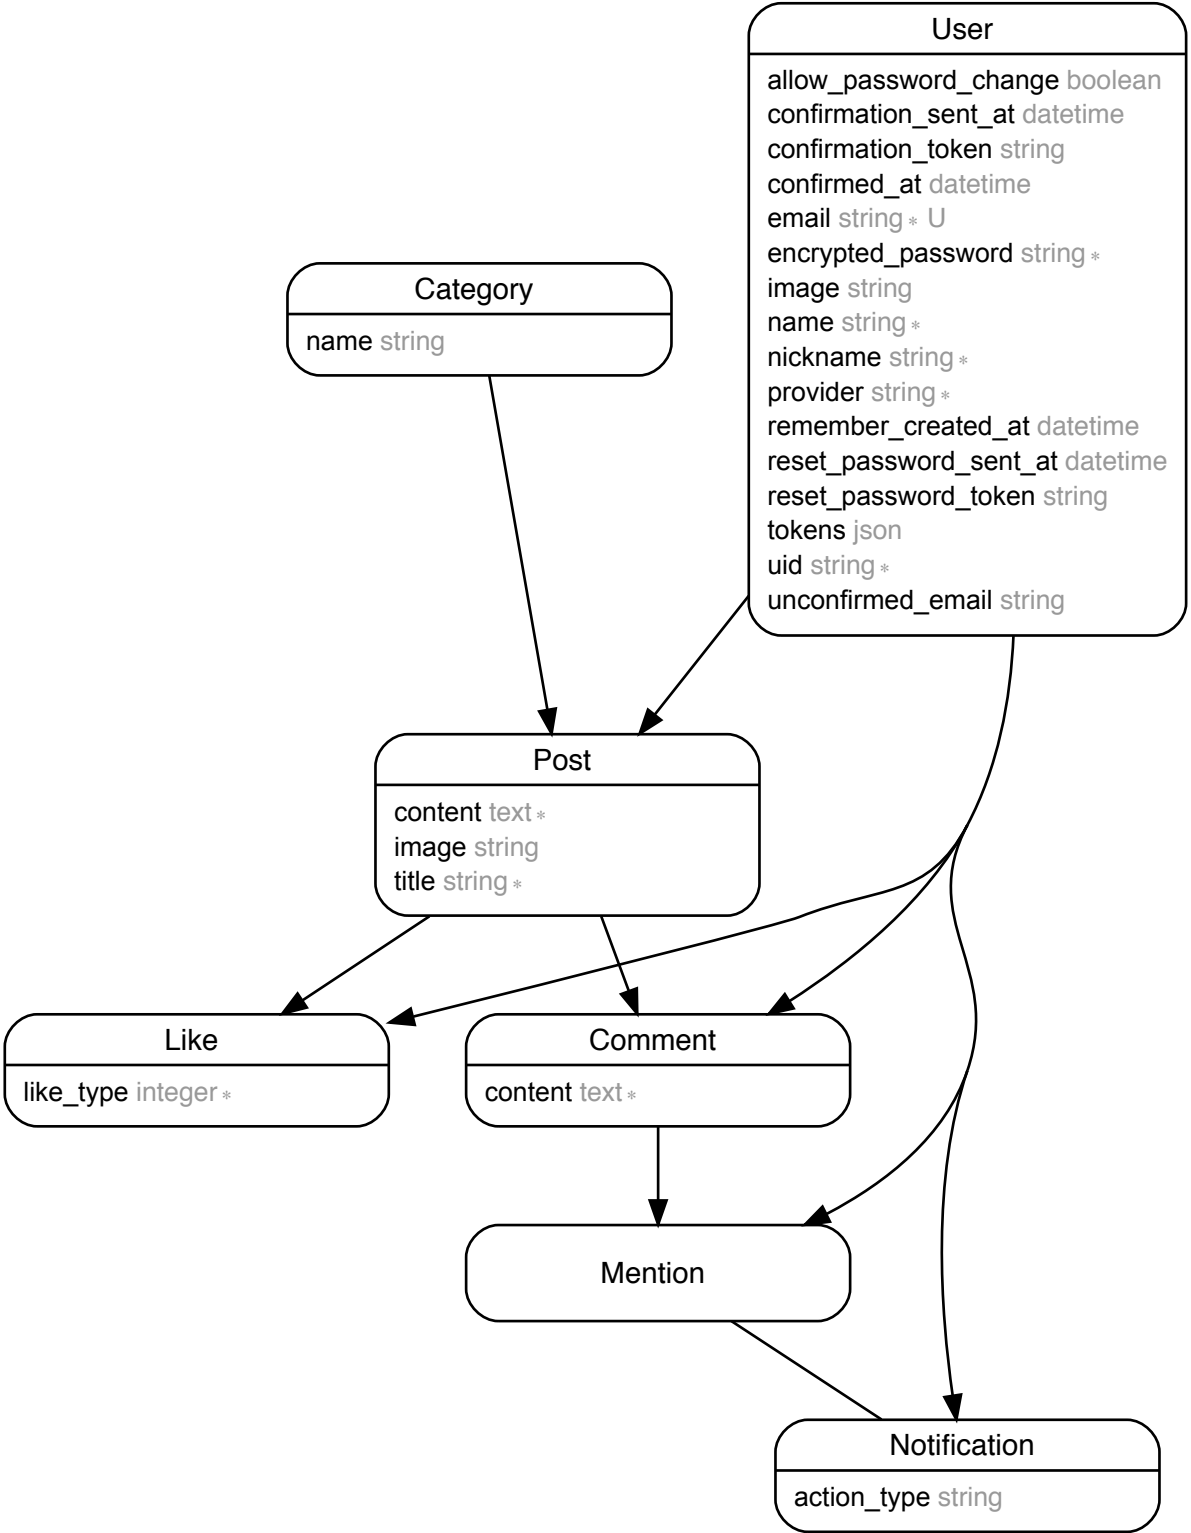 User
allow_password_change boolean
confirmation_sent_at datetime
confirmation_token string
confirmed_at datetime
email string * U
encrypted_password string *
image string
name string *
nickname string *
provider string *
remember_created_at datetime
reset_password_sent_at datetime
reset_password_token string
tokens json
uid string *
unconfirmed_email string
Category
name string
Post
content text *
image string
title string *
Like
like_type integer *
Comment
content text *
Mention
Notification
action_type string